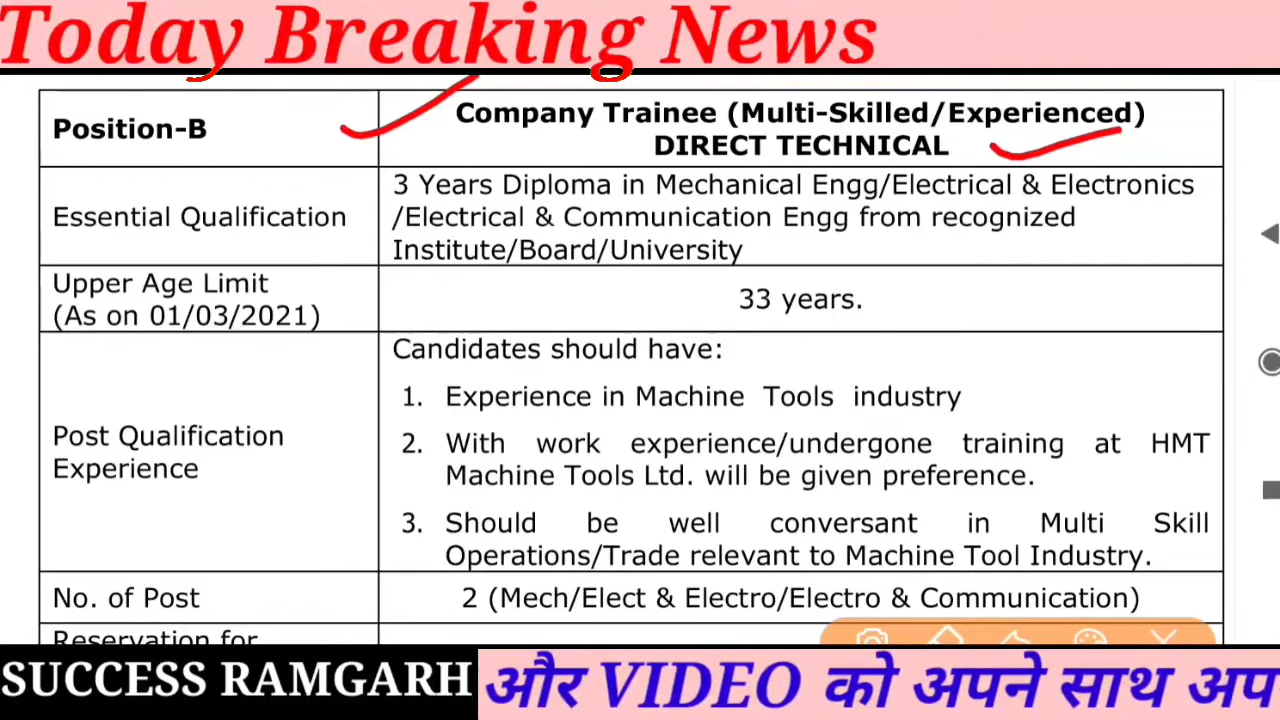 Today Breaking News
Position-B
Company Trainee (Multi-Skilled/Experienced)
DIRECT TECHNICAL
Essential Qualification
3 Years Diploma in Mechanical Engg/Electrical & Electronics
/Electrical & Communication Engg from recognized
Institute/Board/University
Upper Age Limit
(As on 01/03/2021)
33 years.
Post Qualification
Experience
Candidates should have:
1. Experience in Machine Tools industry
2. With work experience/undergone training at HMT
Machine Tools Ltd. will be given preference.
3. Should be well conversant in Multi Skill
Operations/Trade relevant to Machine Tool Industry.
No. of Post
2 (Mech/Elect & Electro/Electro & Communication)
Reservation for
SUCCESS RAMGARH
और VIDEO को अपने साथ अप